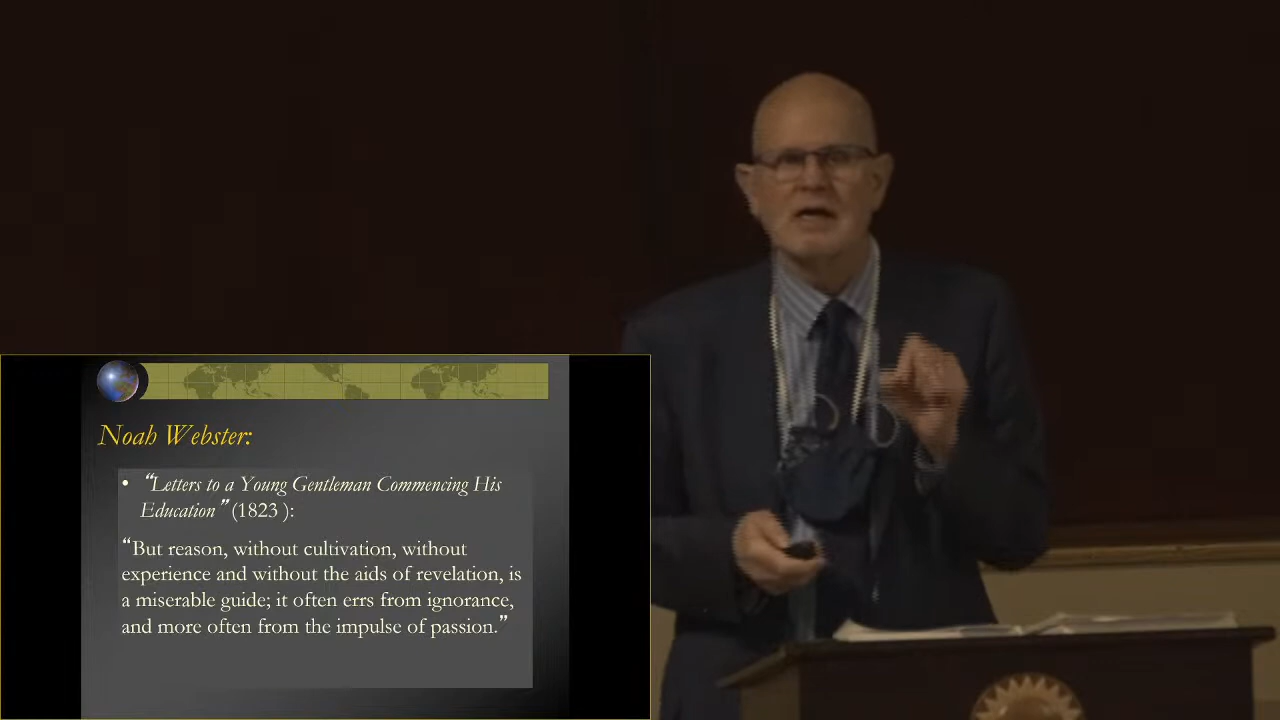 Noah Webster:
• “Letters to a Young Gentleman Commencing His
Education” (1823 ):
“But reason, without cultivation, without
experience and without the aids of revelation, is
a miserable guide; it often errs from ignorance,
and more often from the impulse of passion.”